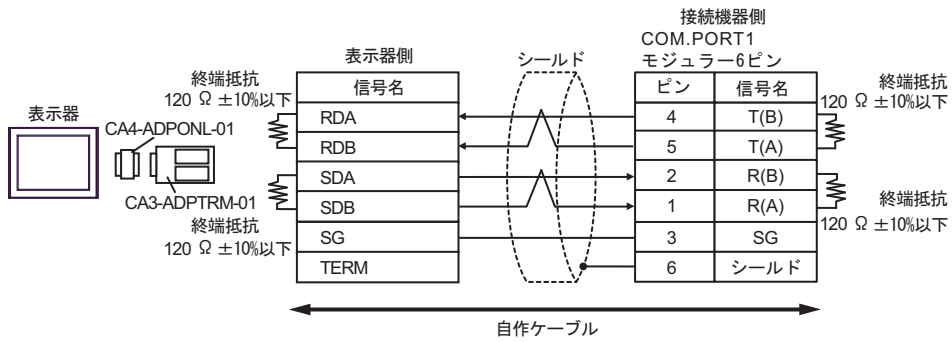 接続機器側
COM.PORT1
モジュラー6ピン
表示器側
シールド
終端抵抗
120 Ω ±10%以下
信号名
ピン 信号名
終端抵抗
120 Ω ±10%以下
表示器
CA4-ADPONL-01
CA3-ADPTRM-01
RDA 4 T(B)
RDB 5 T(A)
SDA 2 R(B)
SDB 1 R(A)
SG 3 SG
TERM 6 シールド
終端抵抗
120 Ω ±10%以下
終端抵抗
120 Ω ±10%以下
自作ケーブル